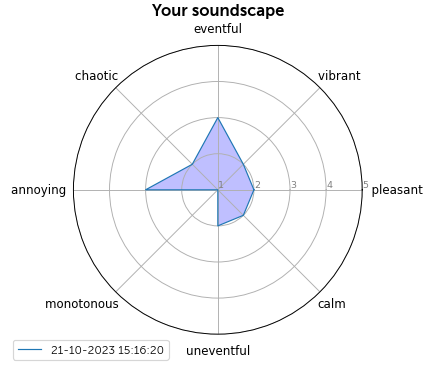 Your soundscape
eventful
chaotic
vibrant
annoying
1 2 3 4 5
pleasant
monotonous
calm
21-10-2023 15:16:20
uneventful